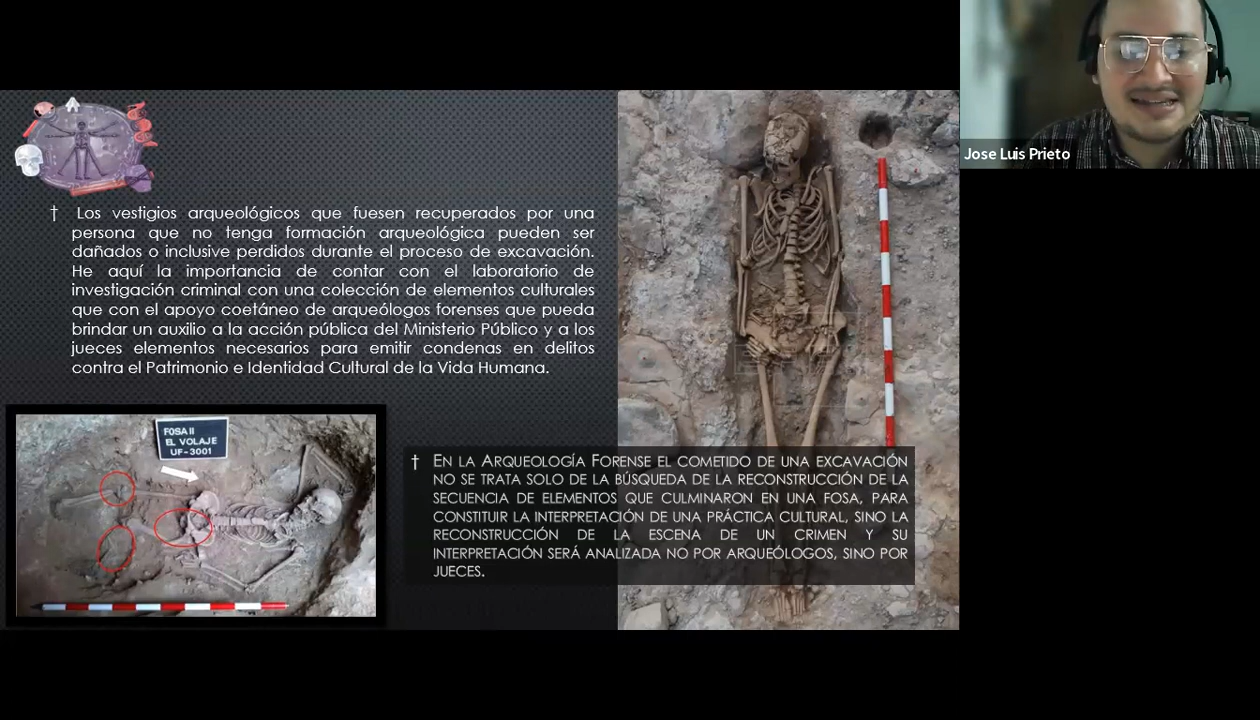 † Los vestigios arqueológicos que fuesen recuperados por una
persona que no tenga formación arqueológica pueden ser
dañados o inclusive perdidos durante el proceso de excavación.
He aquí la importancia de contar con el laboratorio de
investigación criminal con una colección de elementos culturales
que con el apoyo coetáneo de arqueólogos forenses que pueda
brindar un auxilio a la acción pública del Ministerio Público y a los
jueces elementos necesarios para emitir condenas en delitos
contra el Patrimonio e Identidad Cultural de la Vida Humana.
FOSA II
EL VOLAJE
UF-3001
† EN LA ARQUEOLOGÍA FORENSE EL COMETIDO DE UNA EXCAVACIÓN
NO SE TRATA SOLO DE LA BÚSQUEDA DE LA RECONSTRUCCIÓN DE LA
SECUENCIA DE ELEMENTOS QUE CULMINARON EN UNA FOSA, PARA
CONSTITUIR LA INTERPRETACIÓN DE UNA PRÁCTICA CULTURAL, SINO LA
RECONSTRUCCIÓN DE LA ESCENA DE UN CRIMEN Y SU
INTERPRETACIÓN SERÁ ANALIZADA NO POR ARQUEÓLOGOS, SINO POR
JUECES.
Jose Luis Prieto